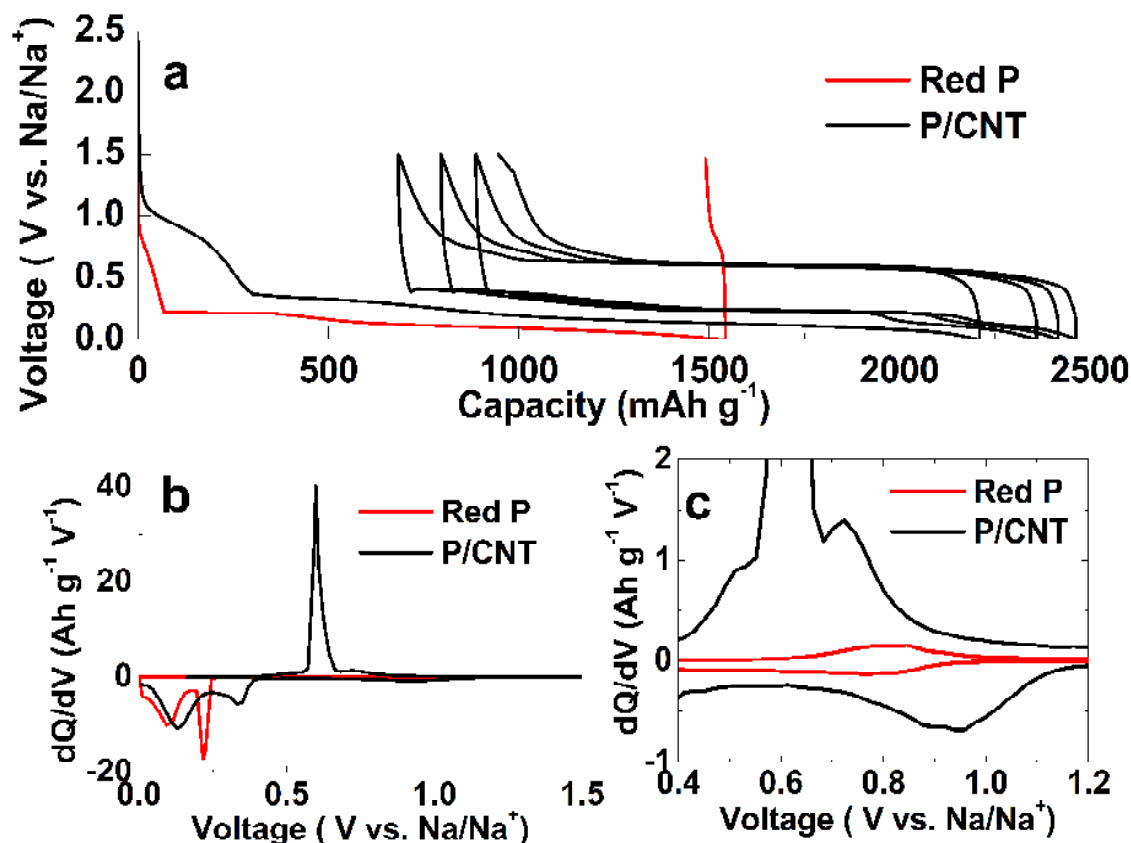 a
Red P
P/CNT
2.5
2.0
1.5
1.0
0.5
0.0
Voltage ( V vs. Na/Na⁺)
0
500
1000
1500
2000
2500
Capacity (mAh g⁻¹)
b
Red P
P/CNT
40
20
0
-20
dQ/dV (Ah g⁻¹ V⁻¹)
0.0
0.5
1.0
1.5
Voltage ( V vs. Na/Na⁺)
c
Red P
P/CNT
2
1
0
-1
dQ/dV (Ah g⁻¹ V⁻¹)
0.4
0.6
0.8
1.0
1.2
Voltage ( V vs. Na/Na⁺)